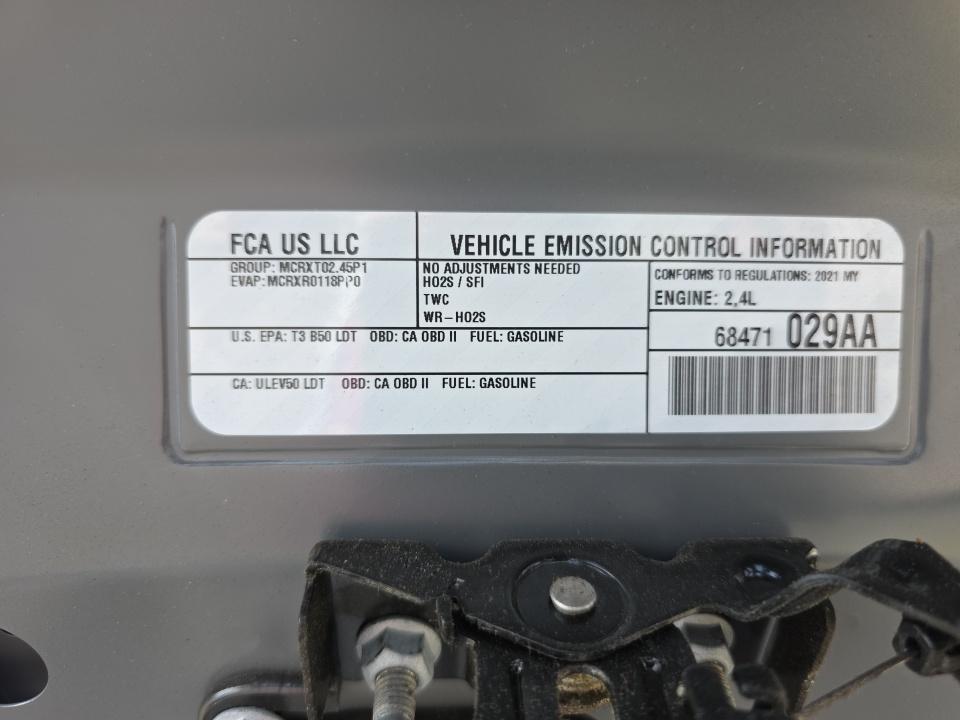 FCA US LLC
VEHICLE EMISSION CONTROL INFORMATION
GROUP: MCRXT02.45P1
EVAP: MCRXR0118PP0
NO ADJUSTMENTS NEEDED
HO2S / SFI
TWC
WR-HO2S
CONFORMS TO REGULATIONS: 2021 MY
ENGINE: 2,4L
68471 029AA
U.S. EPA: T3 B50 LDT OBD: CA OBD II FUEL: GASOLINE
CA: ULEV50 LDT OBD: CA OBD II FUEL: GASOLINE